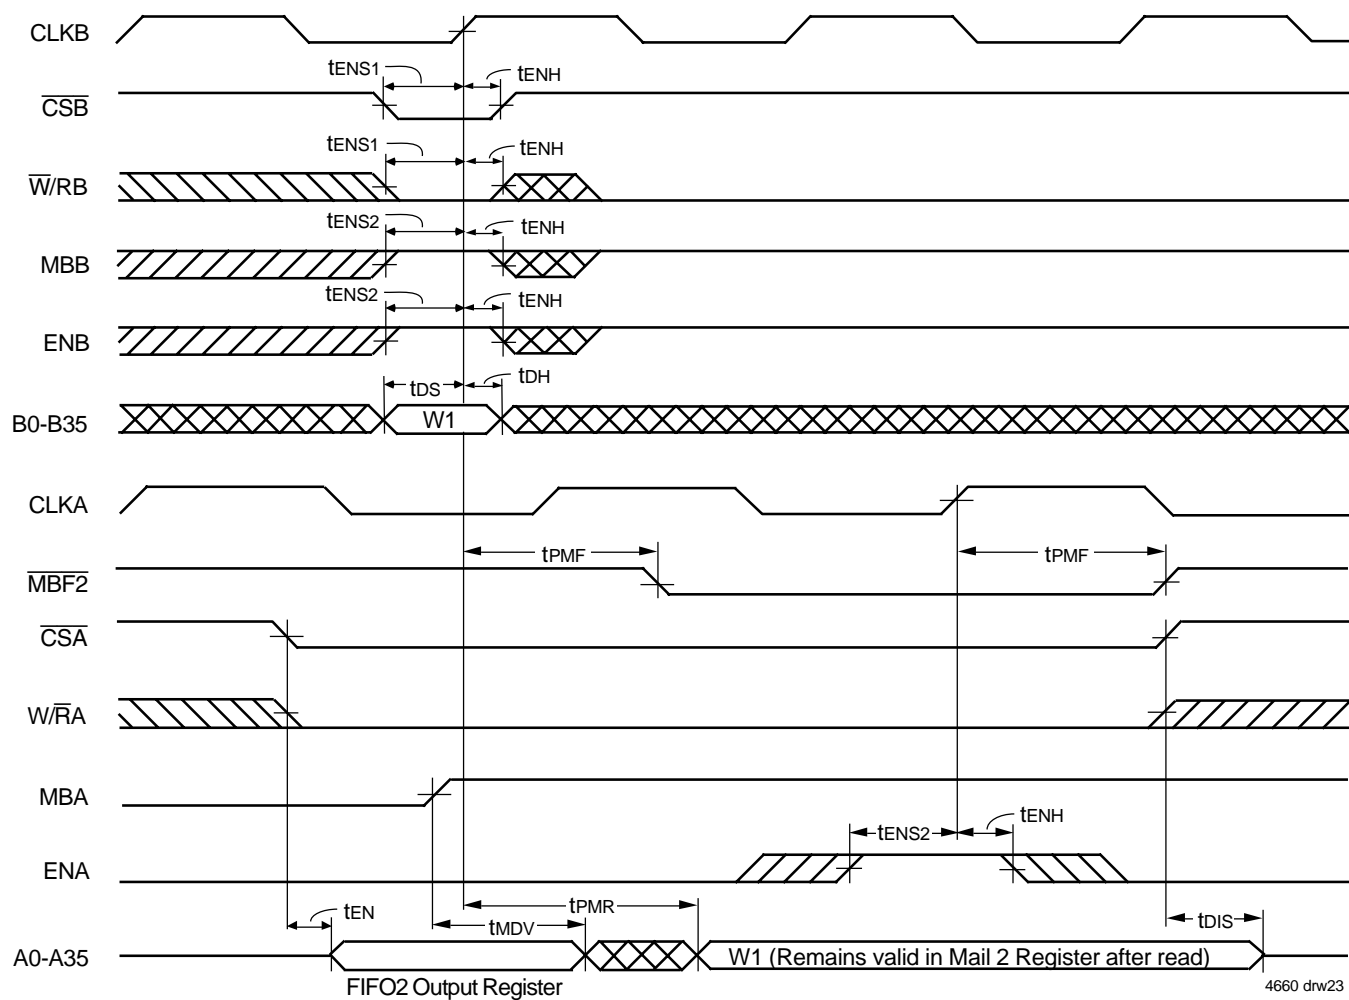 CLKB
tENS1
tENH
CSB
tENS1
tENH
W/RB
tENS2
tENH
MBB
tENS2
tENH
ENB
tDS
tDH
B0-B35
W1
CLKA
tPMF
tPMF
MBF2
CSA
W/RA
MBA
tENS2
tENH
ENA
tEN
tPMR
tMDV
tDIS
A0-A35
W1 (Remains valid in Mail 2 Register after read)
FIFO2 Output Register
4660 drw23